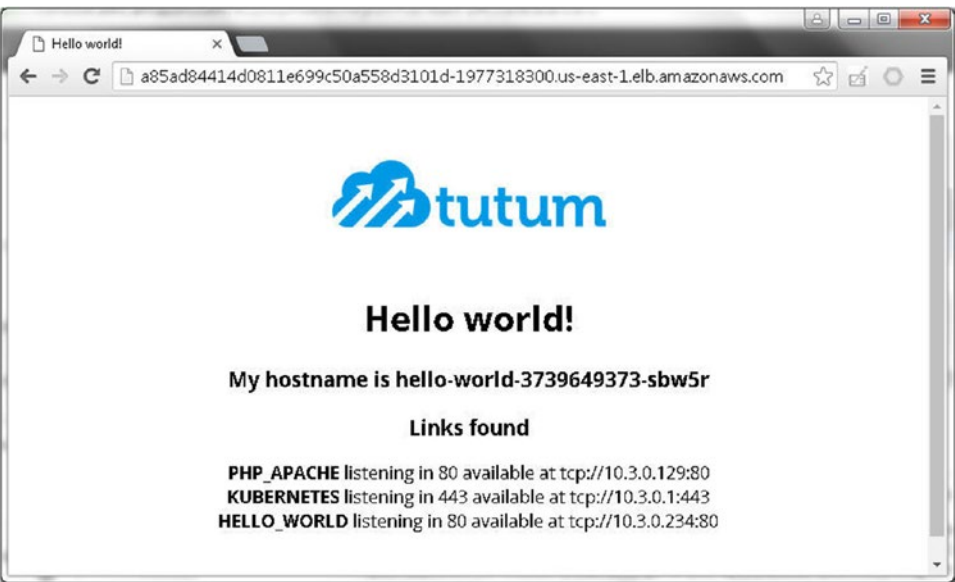 Hello world!
a85ad84414d0811e699c50a558d3101d-1977318300.us-east-1.elb.amazonaws.com
tutum
Hello world!
My hostname is hello-world-3739649373-sbw5r
Links found
PHP_APACHE listening in 80 available at tcp://10.3.0.129:80
KUBERNETES listening in 443 available at tcp://10.3.0.1:443
HELLO_WORLD listening in 80 available at tcp://10.3.0.234:80